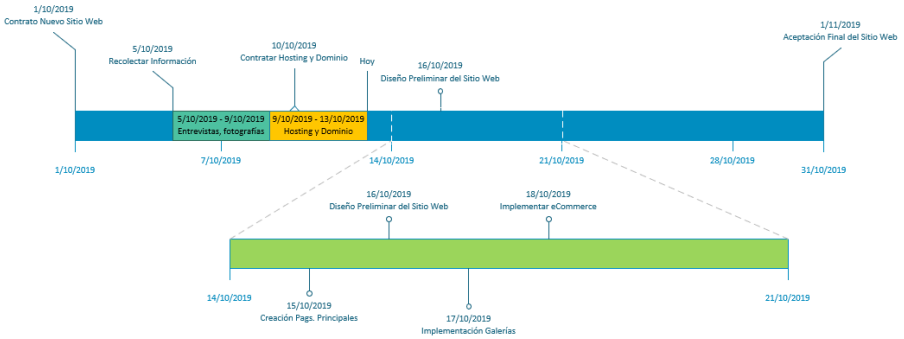 1/10/2019
Contrato Nuevo Sitio Web
5/10/2019
Recolectar Información
10/10/2019
Contratar Hosting y Dominio
Hoy
16/10/2019
Diseño Preliminar del Sitio Web
1/11/2019
Aceptación Final del Sitio Web
5/10/2019 - 9/10/2019
Entrevistas, fotografías
9/10/2019 - 13/10/2019
Hosting y Dominio
1/10/2019
7/10/2019
14/10/2019
21/10/2019
28/10/2019
31/10/2019
16/10/2019
Diseño Preliminar del Sitio Web
18/10/2019
Implementar eCommerce
14/10/2019
21/10/2019
15/10/2019
Creación Pags. Principales
17/10/2019
Implementación Galerías